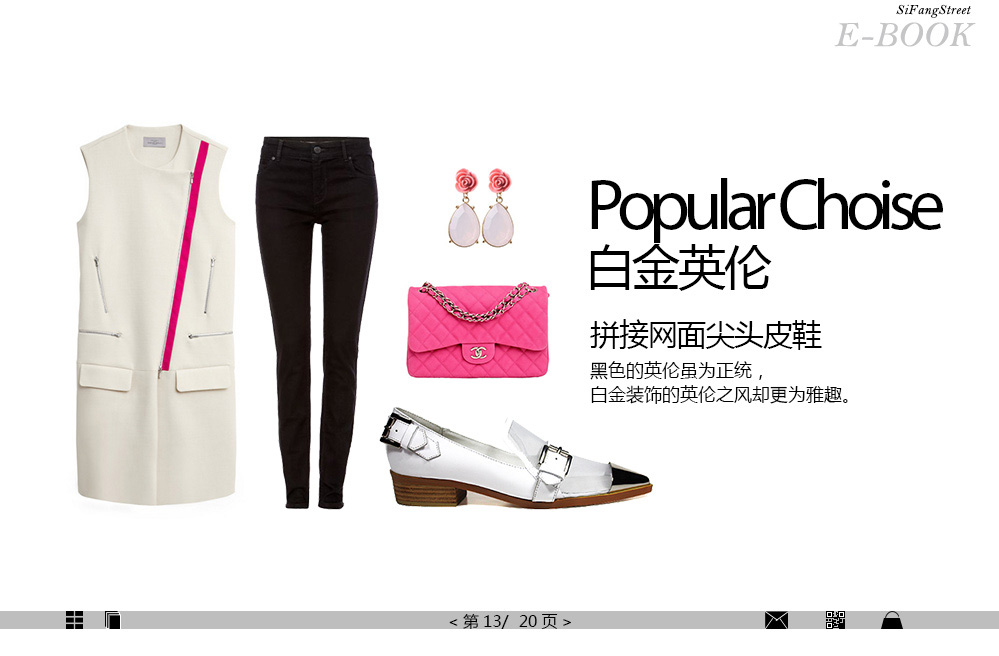 SiFangStreet
E-BOOK
Popular Choise
白金英伦
拼接网面尖头皮鞋
黑色的英伦虽为正统，
白金装饰的英伦之风却更为雅趣。
< 第 13/ 20 页 >